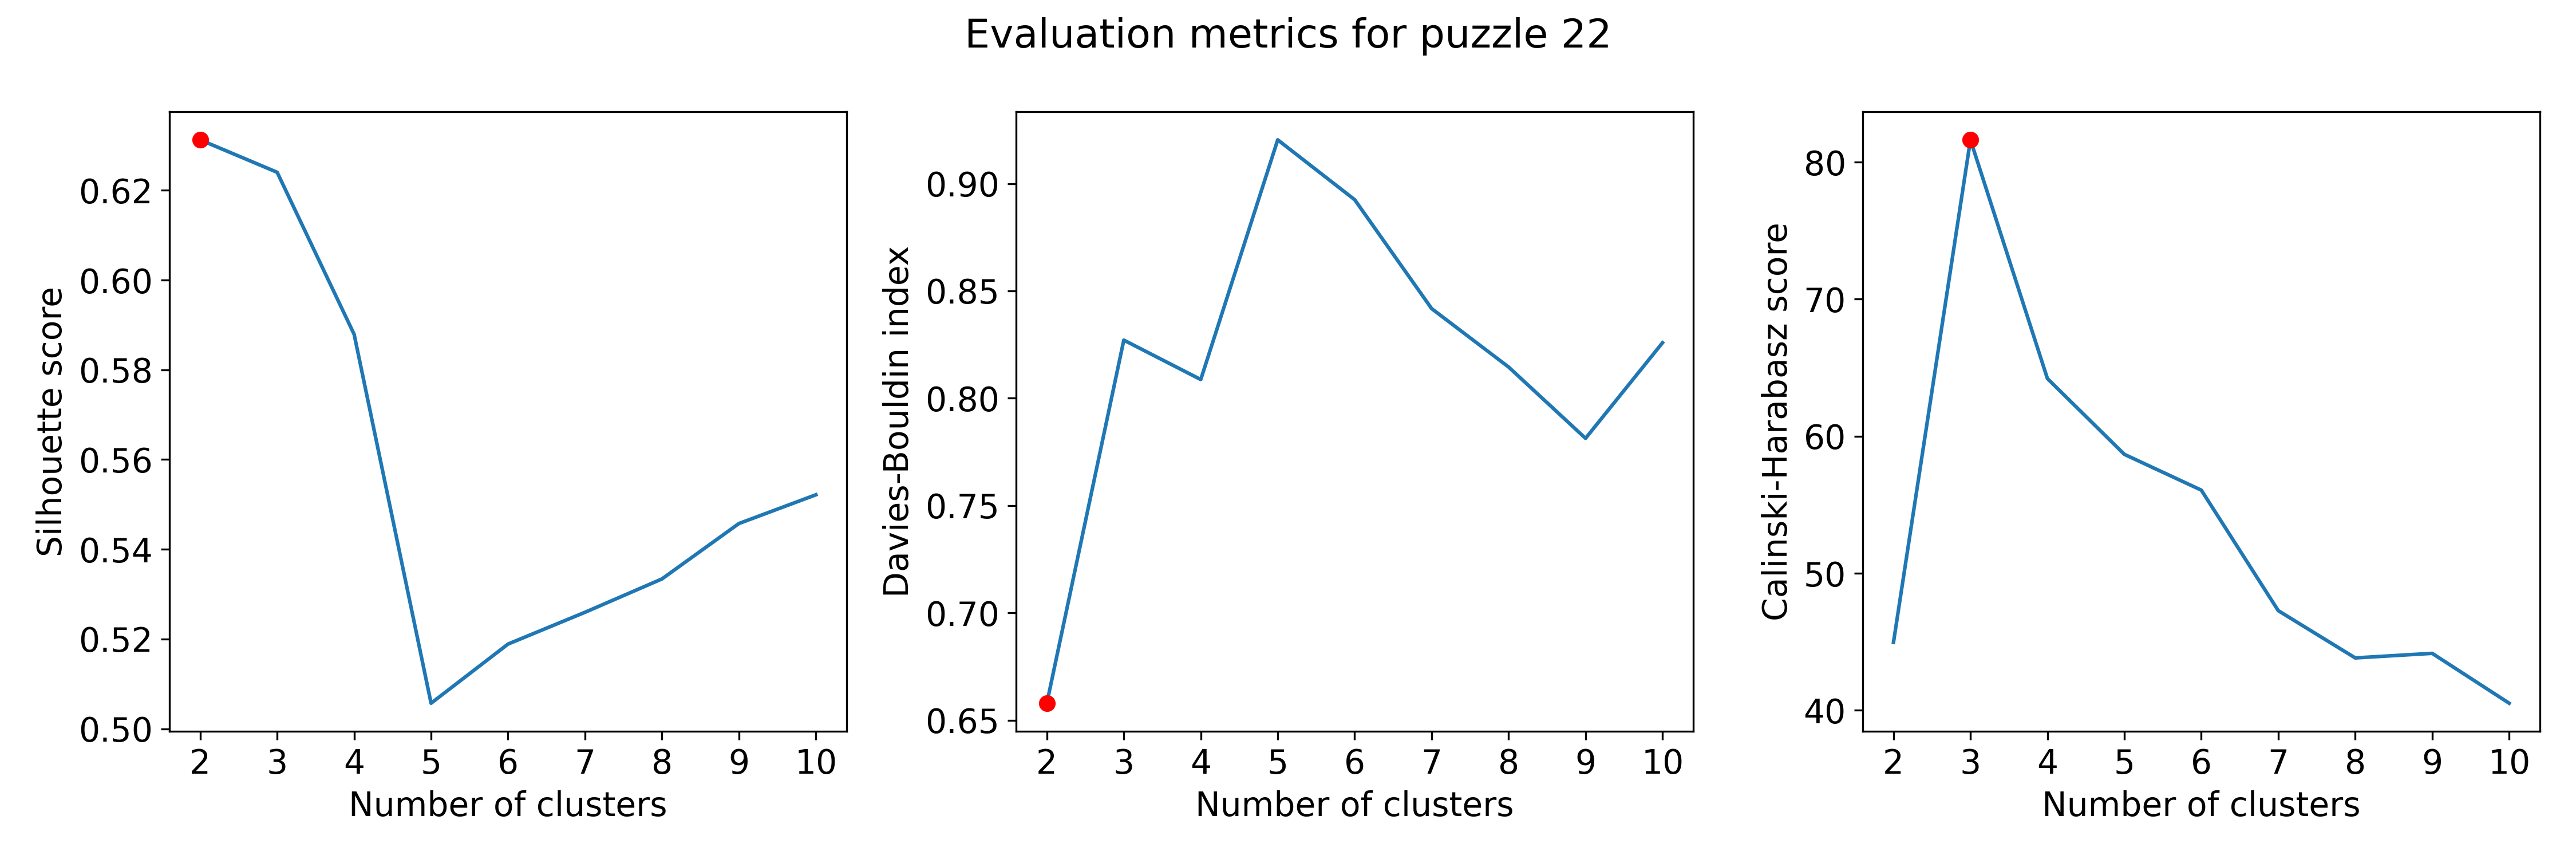 Evaluation metrics for puzzle 22
Silhouette score
0.62
0.60
0.58
0.56
0.54
0.52
0.50
2 3 4 5 6 7 8 9 10
Number of clusters
Davies-Bouldin index
0.90
0.85
0.80
0.75
0.70
0.65
2 3 4 5 6 7 8 9 10
Number of clusters
Calinski-Harabasz score
80
70
60
50
40
2 3 4 5 6 7 8 9 10
Number of clusters